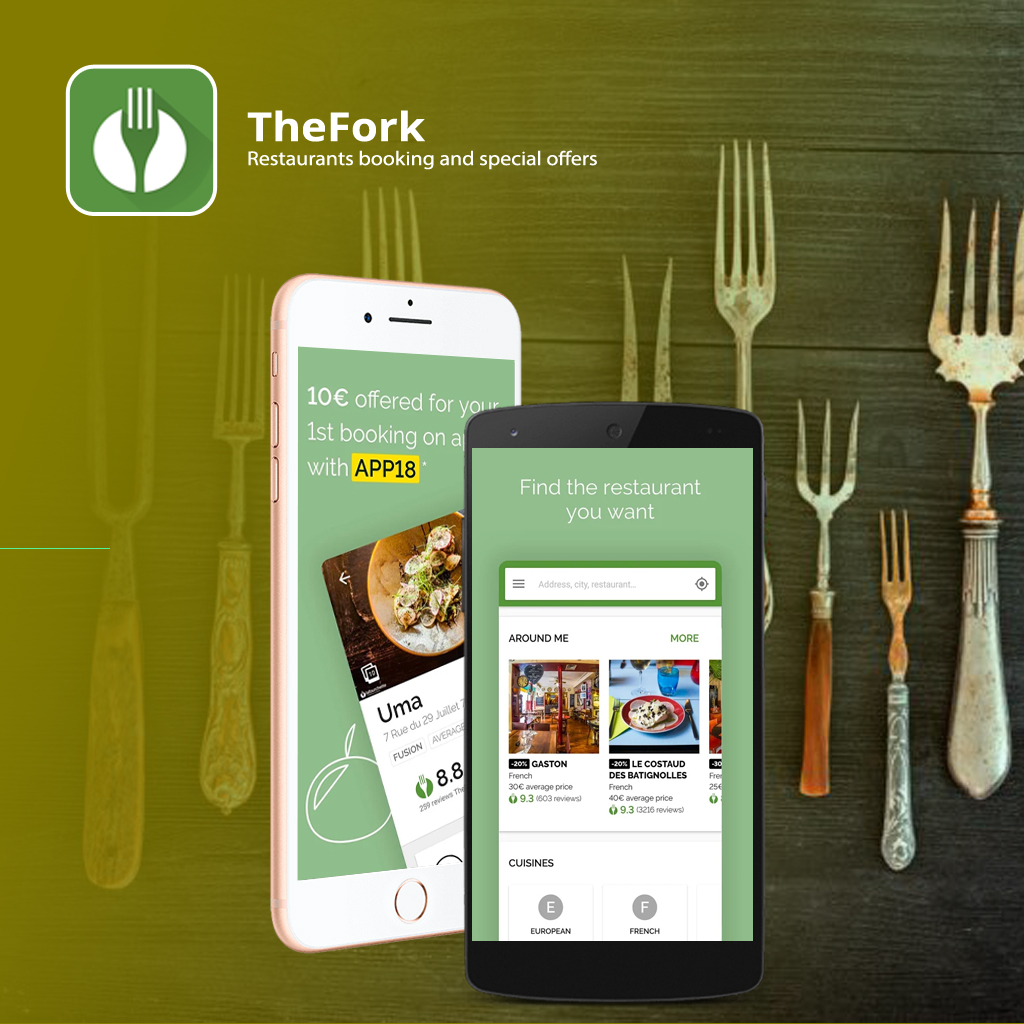 TheFork
Restaurants booking and special offers
10€ offered for your
1st booking on
with APP18*
Uma
7 Rue du 29 Juillet
FUSION
8.8
259 reviews
Find the restaurant
you want
Address, city, restaurant...
AROUND ME MORE
-20% GASTON
French
30€ average price
9.3 (603 reviews)
-20% LE COSTAUD
DES BATIGNOLLES
French
40€ average price
9.3 (3216 reviews)
CUISINES
E
EUROPEAN
F
FRENCH